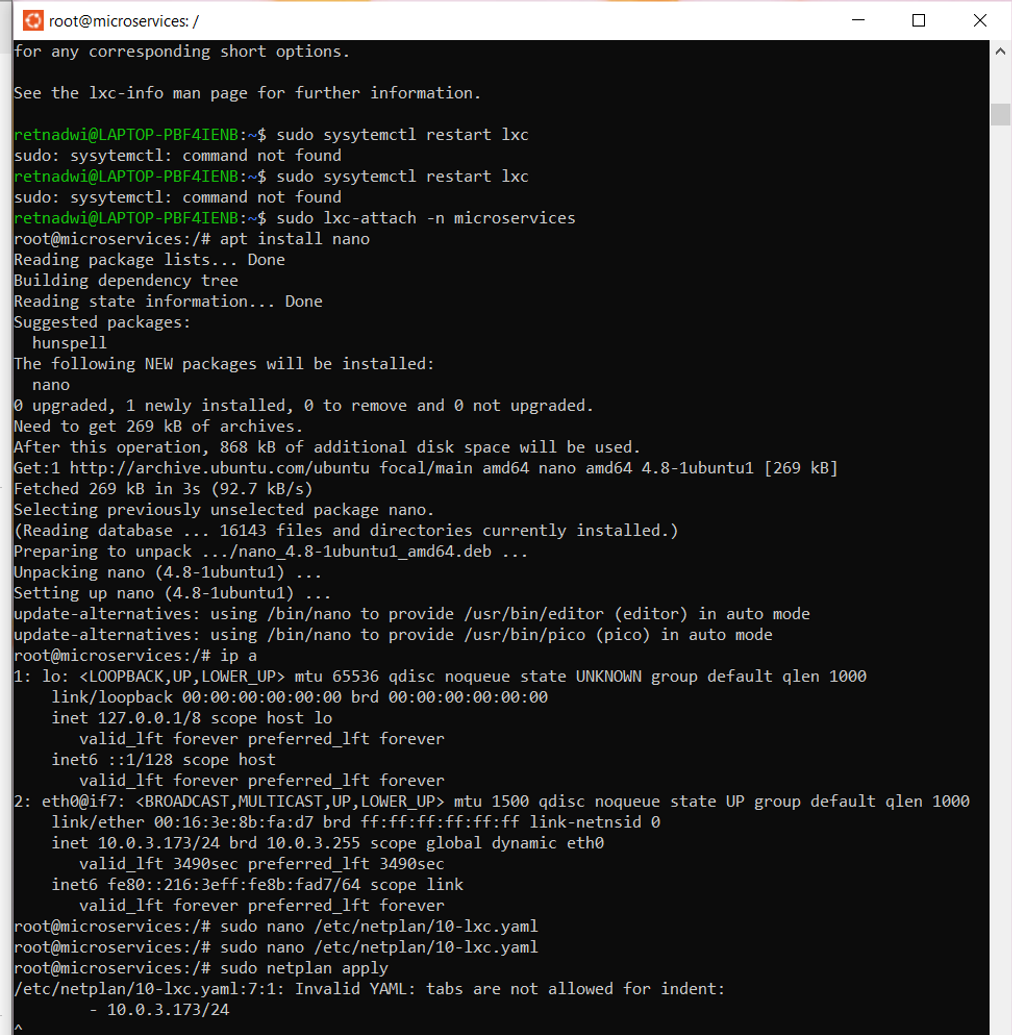 root@microservices: /
for any corresponding short options.
See the lxc-info man page for further information.
retnadwi@LAPTOP-PBF4IENB:~$ sudo sysytemctl restart lxc
sudo: sysytemctl: command not found
retnadwi@LAPTOP-PBF4IENB:~$ sudo sysytemctl restart lxc
sudo: sysytemctl: command not found
retnadwi@LAPTOP-PBF4IENB:~$ sudo lxc-attach -n microservices
root@microservices:/# apt install nano
Reading package lists... Done
Building dependency tree
Reading state information... Done
Suggested packages:
  hunspell
The following NEW packages will be installed:
  nano
0 upgraded, 1 newly installed, 0 to remove and 0 not upgraded.
Need to get 269 kB of archives.
After this operation, 868 kB of additional disk space will be used.
Get:1 http://archive.ubuntu.com/ubuntu focal/main amd64 nano amd64 4.8-1ubuntu1 [269 kB]
Fetched 269 kB in 3s (92.7 kB/s)
Selecting previously unselected package nano.
(Reading database ... 16143 files and directories currently installed.)
Preparing to unpack .../nano_4.8-1ubuntu1_amd64.deb ...
Unpacking nano (4.8-1ubuntu1) ...
Setting up nano (4.8-1ubuntu1) ...
update-alternatives: using /bin/nano to provide /usr/bin/editor (editor) in auto mode
update-alternatives: using /bin/nano to provide /usr/bin/pico (pico) in auto mode
root@microservices:/# ip a
1: lo: <LOOPBACK,UP,LOWER_UP> mtu 65536 qdisc noqueue state UNKNOWN group default qlen 1000
    link/loopback 00:00:00:00:00:00 brd 00:00:00:00:00:00
    inet 127.0.0.1/8 scope host lo
       valid_lft forever preferred_lft forever
    inet6 ::1/128 scope host
       valid_lft forever preferred_lft forever
2: eth0@if7: <BROADCAST,MULTICAST,UP,LOWER_UP> mtu 1500 qdisc noqueue state UP group default qlen 1000
    link/ether 00:16:3e:8b:fa:d7 brd ff:ff:ff:ff:ff:ff link-netnsid 0
    inet 10.0.3.173/24 brd 10.0.3.255 scope global dynamic eth0
       valid_lft 3490sec preferred_lft 3490sec
    inet6 fe80::216:3eff:fe8b:fad7/64 scope link
       valid_lft forever preferred_lft forever
root@microservices:/# sudo nano /etc/netplan/10-lxc.yaml
root@microservices:/# sudo nano /etc/netplan/10-lxc.yaml
root@microservices:/# sudo netplan apply
/etc/netplan/10-lxc.yaml:7:1: Invalid YAML: tabs are not allowed for indent:
        - 10.0.3.173/24
^